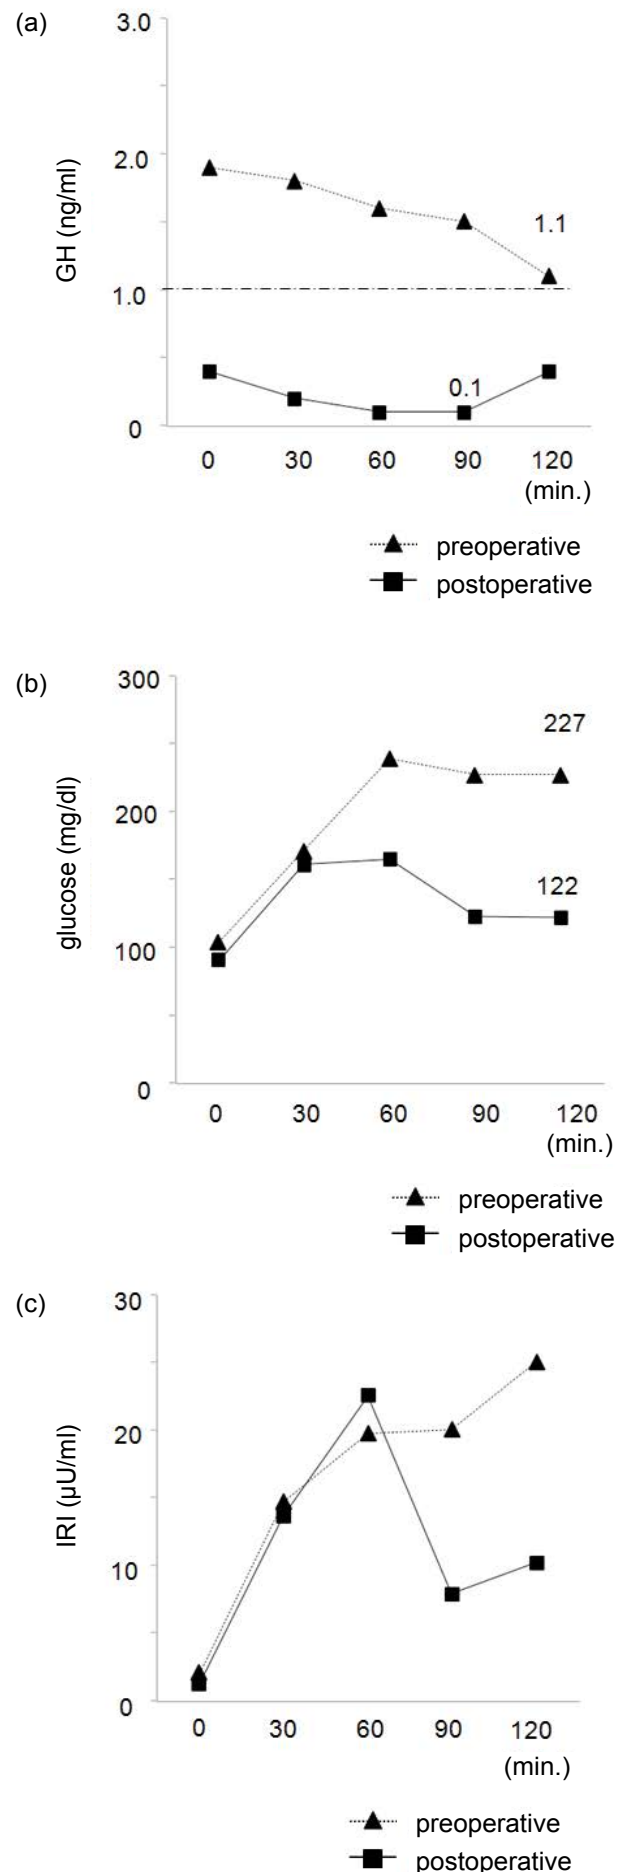 (a)
3.0
2.0
1.0
0
GH (ng/ml)
1.1
0.1
0 30 60 90 120
(min.)
preoperative
postoperative
(b)
300
200
100
0
glucose (mg/dl)
227
122
0 30 60 90 120
(min.)
preoperative
postoperative
(c)
30
20
10
0
IRI (µU/ml)
0 30 60 90 120
(min.)
preoperative
postoperative